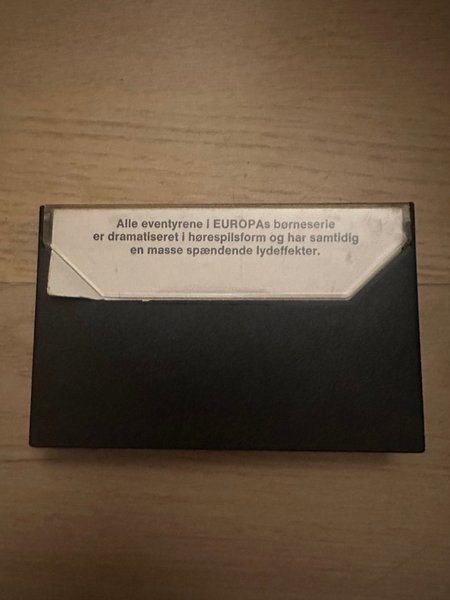 Alle eventyrene i EUROPAs børneserie
er dramatiseret i hørespilsform og har samtidig
en masse spændende lydeffekter.